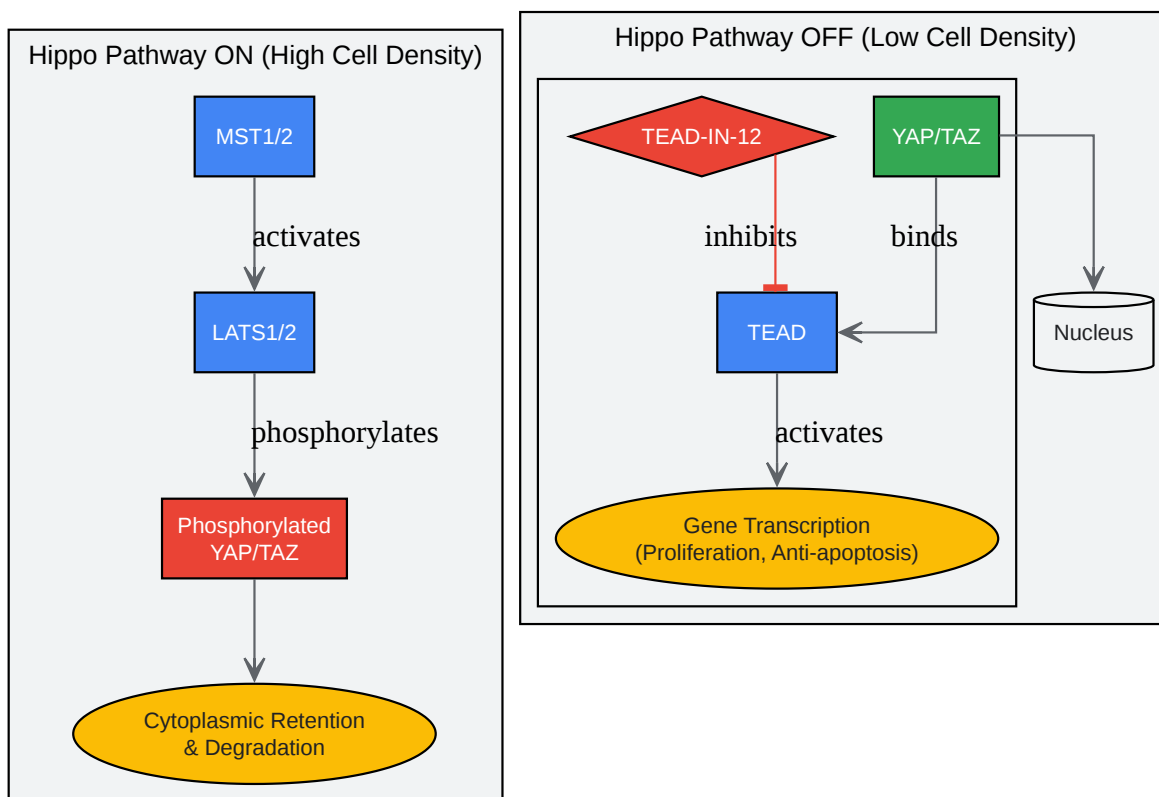 Hippo Pathway ON (High Cell Density)
MST1/2
activates
LATS1/2
phosphorylates
Phosphorylated
YAP/TAZ
Cytoplasmic Retention
& Degradation
Hippo Pathway OFF (Low Cell Density)
TEAD-IN-12
YAP/TAZ
inhibits
binds
TEAD
Nucleus
activates
Gene Transcription
(Proliferation, Anti-apoptosis)